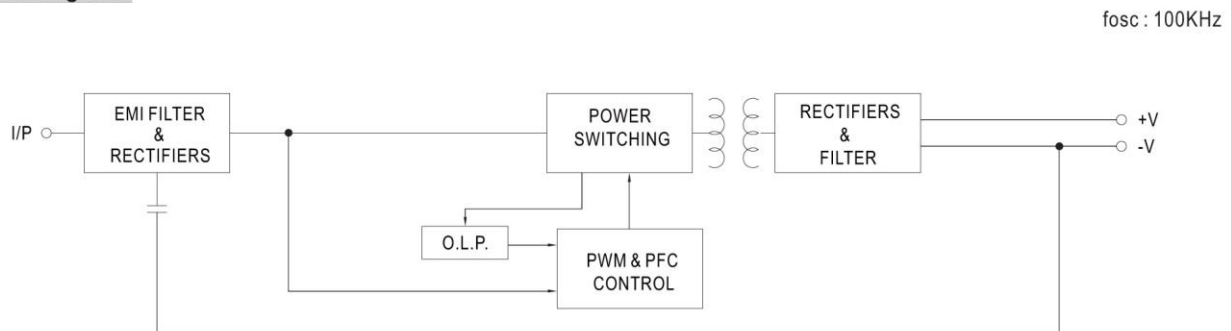 fosc : 100KHz
I/P
EMI FILTER
&
RECTIFIERS
POWER
SWITCHING
RECTIFIERS
&
FILTER
+V
-V
O.L.P.
PWM & PFC
CONTROL